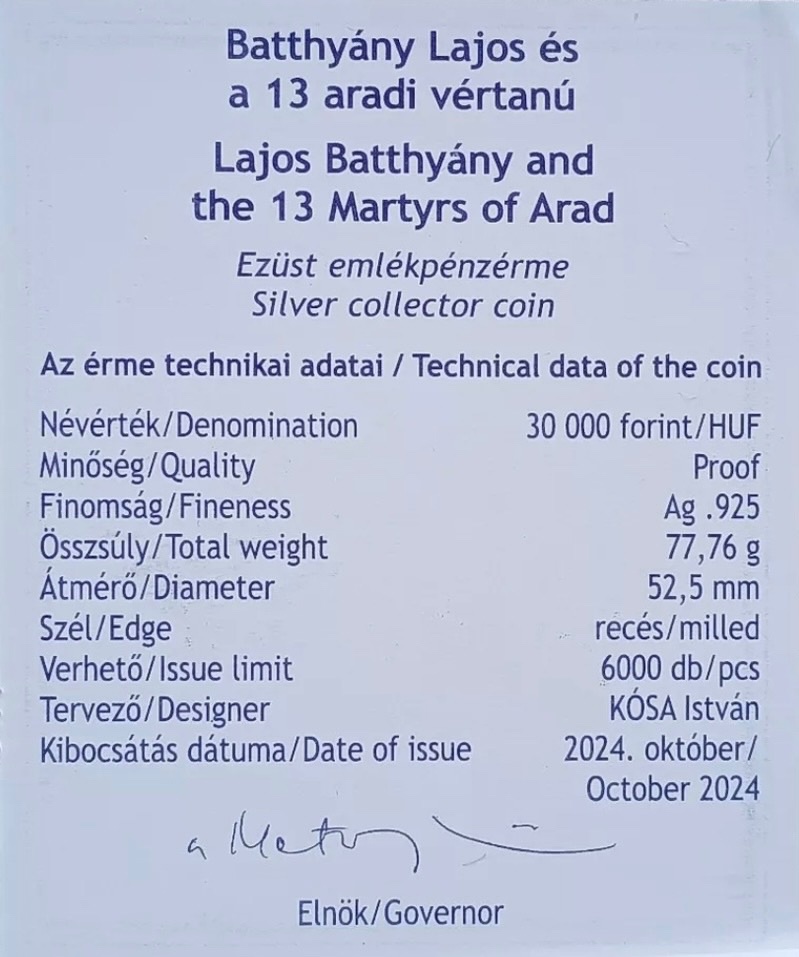 Batthyány Lajos és
a 13 aradi vértanú
Lajos Batthyány and
the 13 Martyrs of Arad
Ezüst emlékpénzérme
Silver collector coin
Az érme technikai adatai / Technical data of the coin
Névérték/Denomination 30 000 forint/HUF
Minőség/Quality Proof
Finomság/Fineness Ag .925
Összsúly/Total weight 77,76 g
Átmérő/Diameter 52,5 mm
Szél/Edge recés/milled
Verhető/Issue limit 6000 db/pcs
Tervező/Designer KÓSA István
Kibocsátás dátuma/Date of issue 2024. október/
October 2024
Elnök/Governor